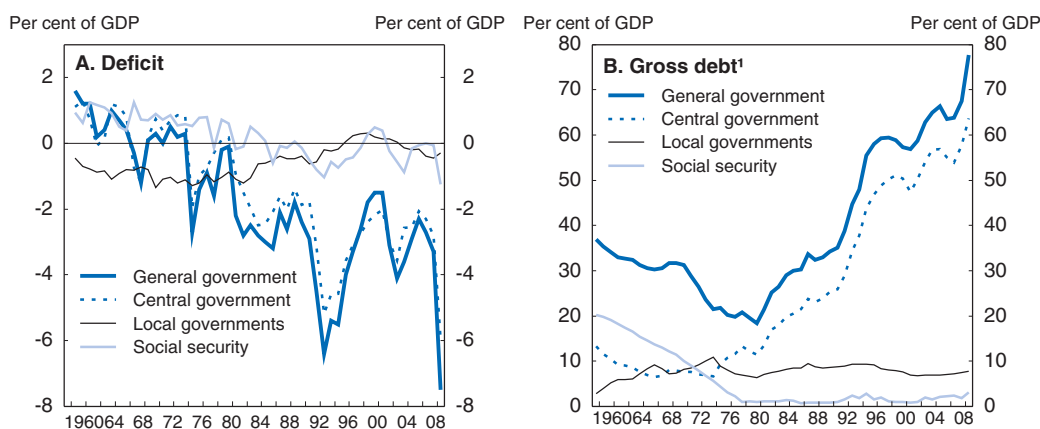 Per cent of GDP
Per cent of GDP
A. Deficit
2
0
-2
-4
-6
-8
2
0
-2
-4
-6
-8
General government
Central government
Local governments
Social security
1960 64 68 72 76 80 84 88 92 96 00 04 08
Per cent of GDP
Per cent of GDP
B. Gross debt¹
80
70
60
50
40
30
20
10
0
80
70
60
50
40
30
20
10
0
General government
Central government
Local governments
Social security
1960 64 68 72 76 80 84 88 92 96 00 04 08